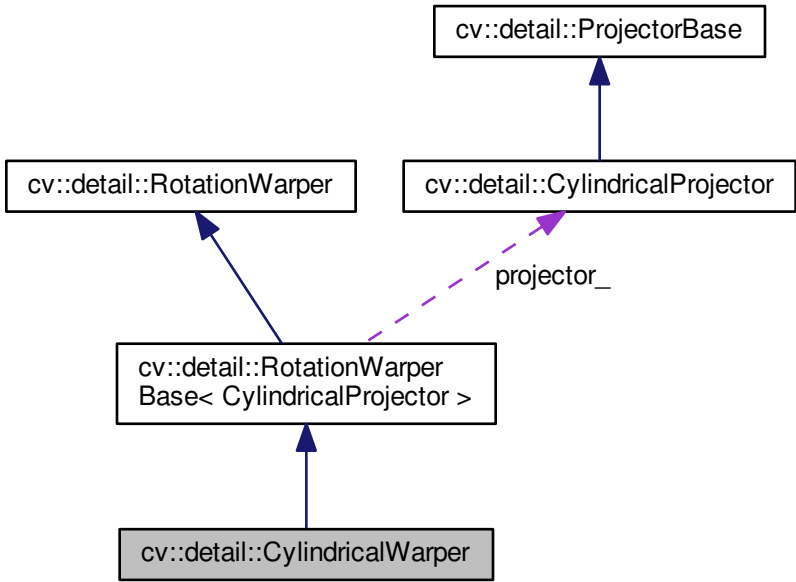 cv::detail::ProjectorBase
cv::detail::RotationWarper
cv::detail::CylindricalProjector
projector_
cv::detail::RotationWarper
Base< CylindricalProjector >
cv::detail::CylindricalWarper